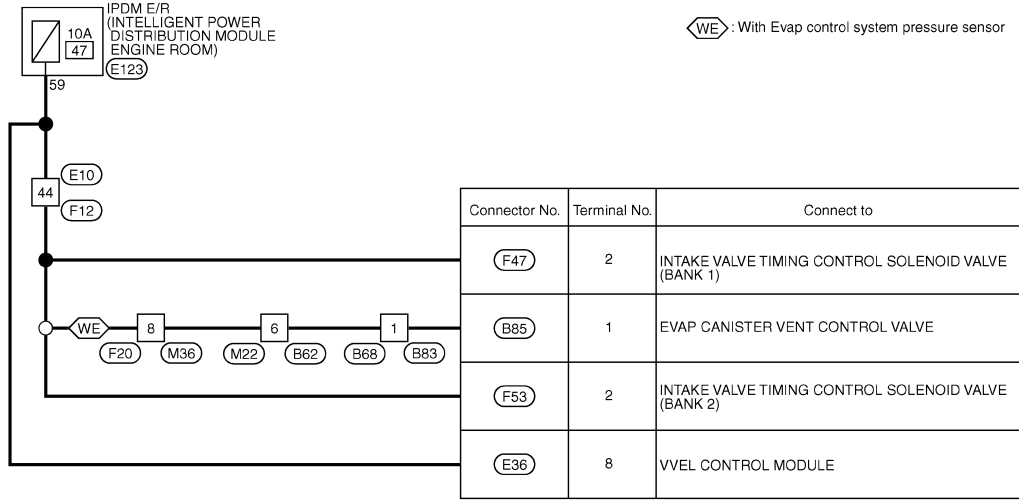 IPDM E/R
(INTELLIGENT POWER
DISTRIBUTION MODULE
ENGINE ROOM)
10A
47
E123
59
WE : With Evap control system pressure sensor
E10
44
F12
Connector No. Terminal No. Connect to
F47 2 INTAKE VALVE TIMING CONTROL SOLENOID VALVE
(BANK 1)
WE 8 6 1
F20 M36 M22 B62 B68 B83
B85 1 EVAP CANISTER VENT CONTROL VALVE
F53 2 INTAKE VALVE TIMING CONTROL SOLENOID VALVE
(BANK 2)
E36 8 VVEL CONTROL MODULE